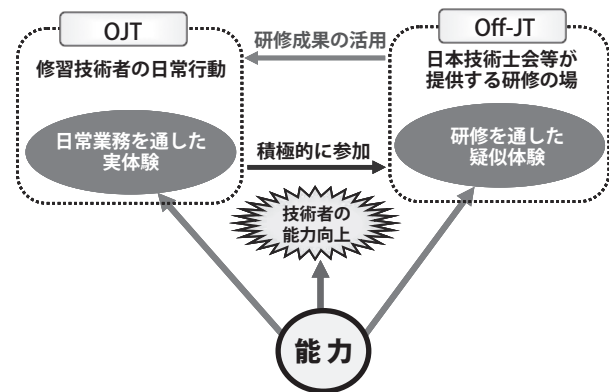 OJT
修習技術者の日常行動
日常業務を通した
実体験
研修成果の活用
積極的に参加
Off-JT
日本技術士会等が
提供する研修の場
研修を通した
疑似体験
技術者の
能力向上
能力